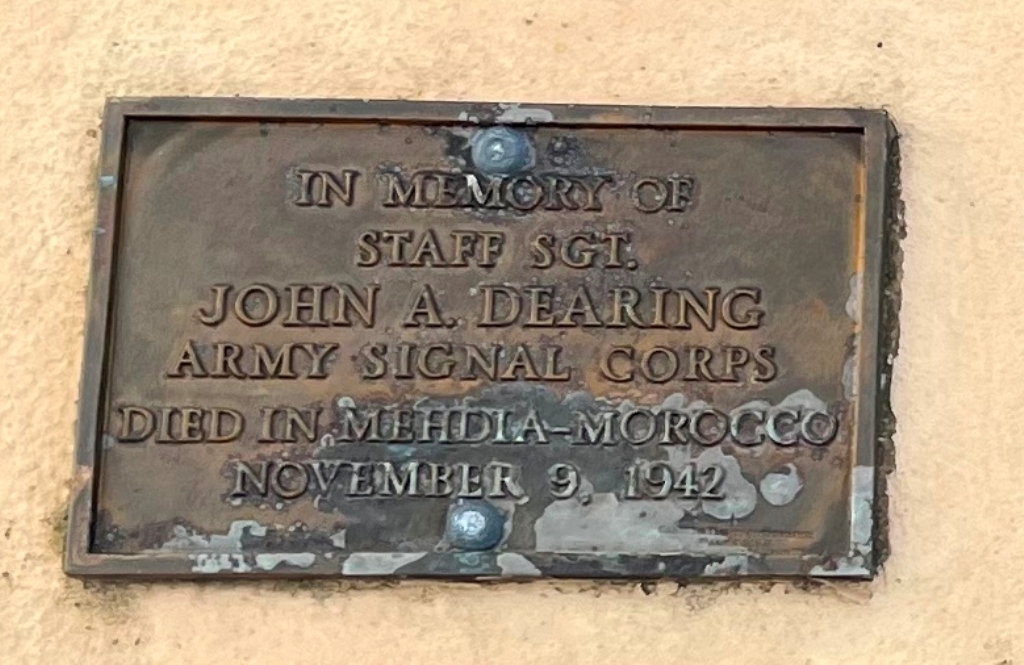 IN MEMORY OF
STAFF SGT.
JOHN A. DEARING
ARMY SIGNAL CORPS
DIED IN MEHDIA-MOROCCO
NOVEMBER 9, 1942